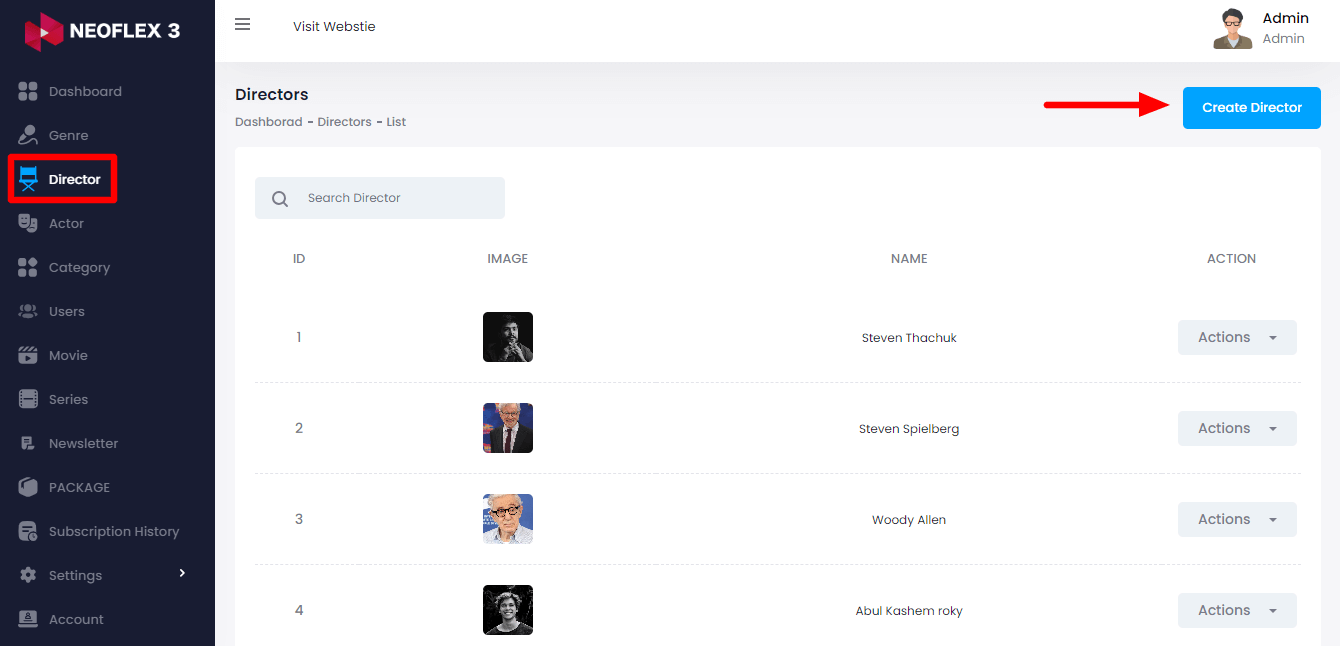 NEOFLEX 3
Visit Webstie
Admin
Admin
Dashboard
Genre
Director
Actor
Category
Users
Movie
Series
Newsletter
PACKAGE
Subscription History
Settings
Account
Directors
Dashborad - Directors - List
Create Director
Search Director
ID IMAGE NAME ACTION
1 Steven Thachuk Actions
2 Steven Spielberg Actions
3 Woody Allen Actions
4 Abul Kashem roky Actions